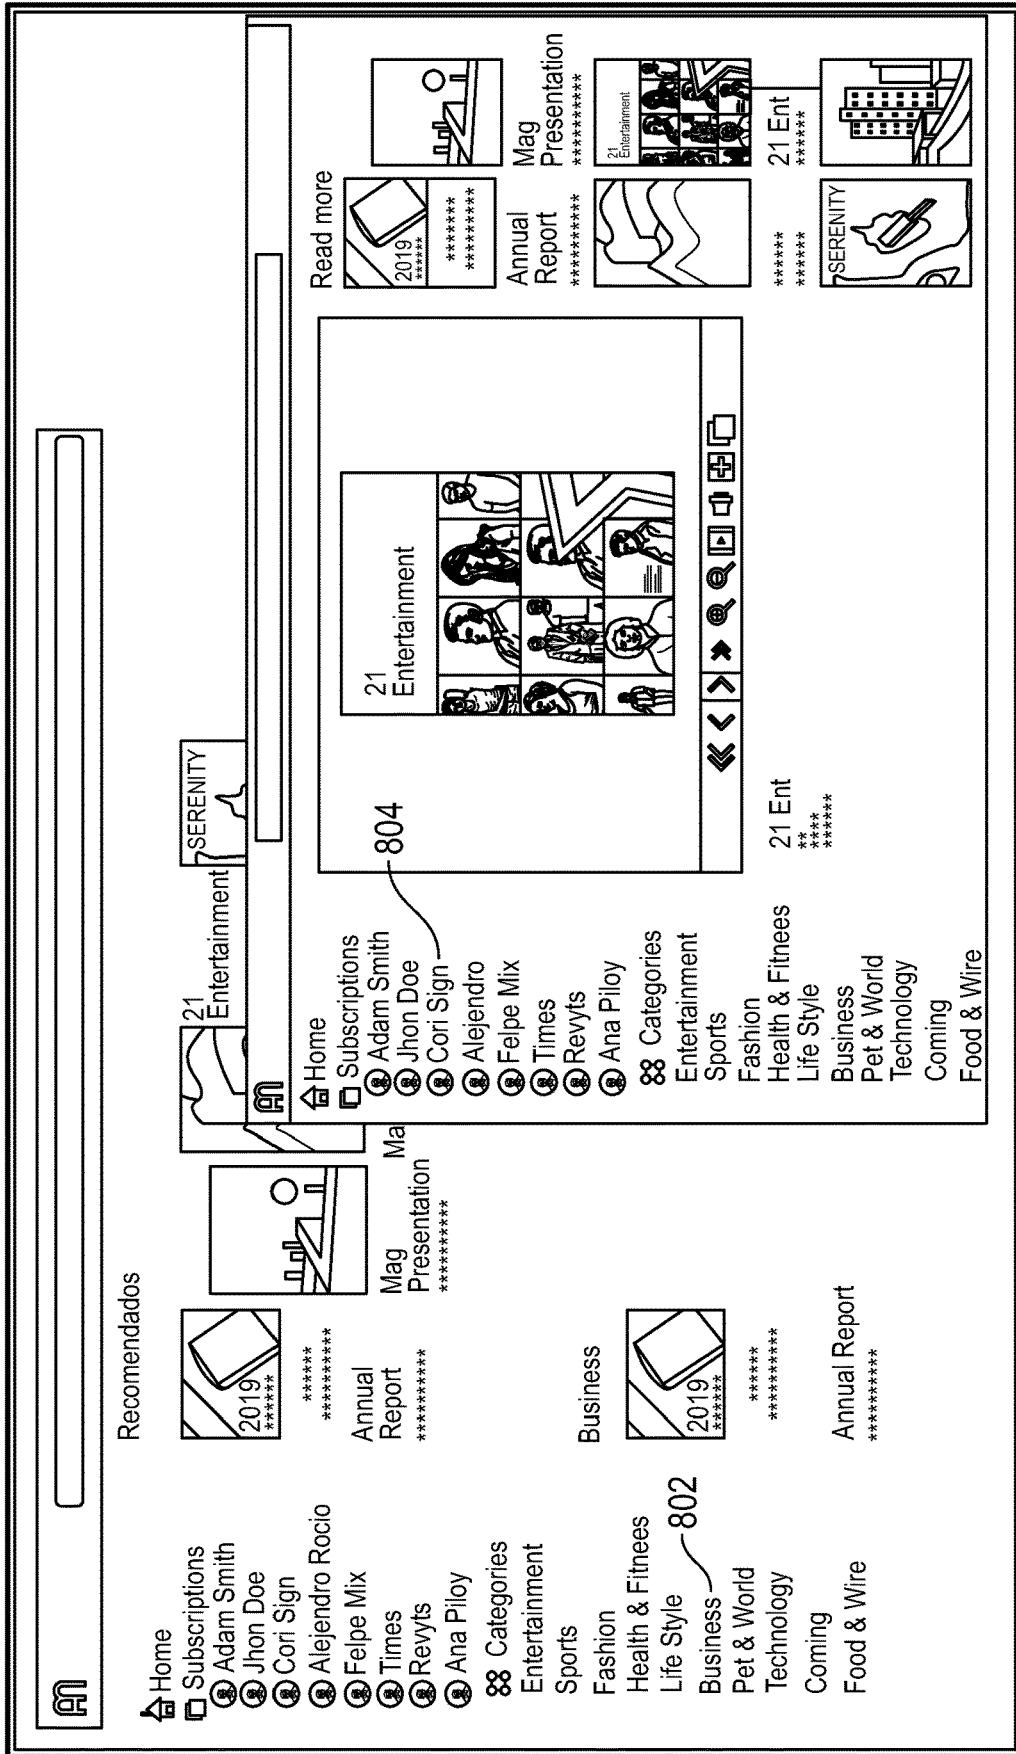 Home
Subscriptions
Adam Smith
Jhon Doe
Cori Sign
Alejendro Rocio
Felpe Mix
Times
Revyts
Ana Piloy
Categories
Entertainment
Sports
Fashion
Health & Fitnees
Life Style
Business
802
Pet & World
Technology
Coming
Food & Wire
Recomendados
2019
******
******
**********
Annual
Report
**********
Mag
Presentation
**********
Ma
21
Entertainment
SERENITY
Business
2019
******
******
**********
Annual Report
**********
Home
Subscriptions
Adam Smith
Jhon Doe
Cori Sign
804
Alejendro
Felpe Mix
Times
Revyts
Ana Piloy
Categories
Entertainment
Sports
Fashion
Health & Fitnees
Life Style
Business
Pet & World
Technology
Coming
Food & Wire
21
Entertainment
21 Ent
**
****
******
Read more
2019
******
*******
*********
Annual
Report
**********
Mag
Presentation
**********
21
Entertainment
******
******
21 Ent
******
SERENITY